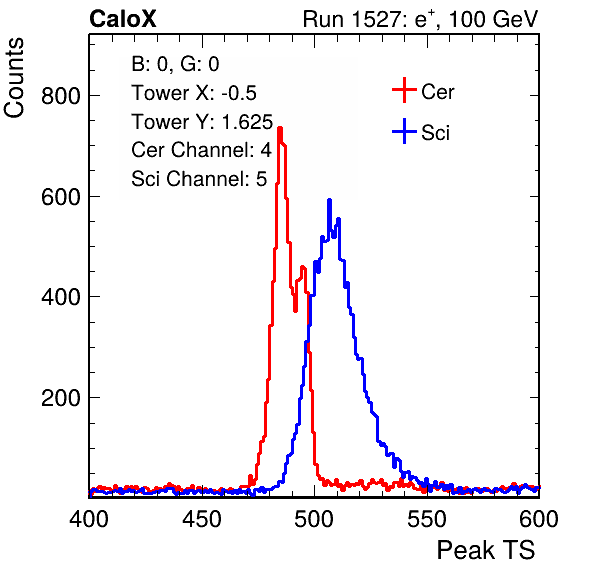 CaloX Run 1527: e⁺, 100 GeV
Counts
B: 0, G: 0
Tower X: -0.5
Tower Y: 1.625
Cer Channel: 4
Sci Channel: 5
Cer
Sci
800
600
400
200
400 450 500 550 600
Peak TS